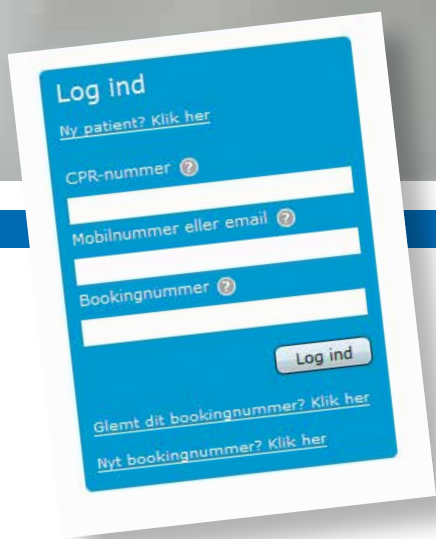 Log ind
Ny patient? Klik her
CPR-nummer ?
Mobilnummer eller email ?
Bookingnummer ?
Log ind
Glemt dit bookingnummer? Klik her
Nyt bookingnummer? Klik her